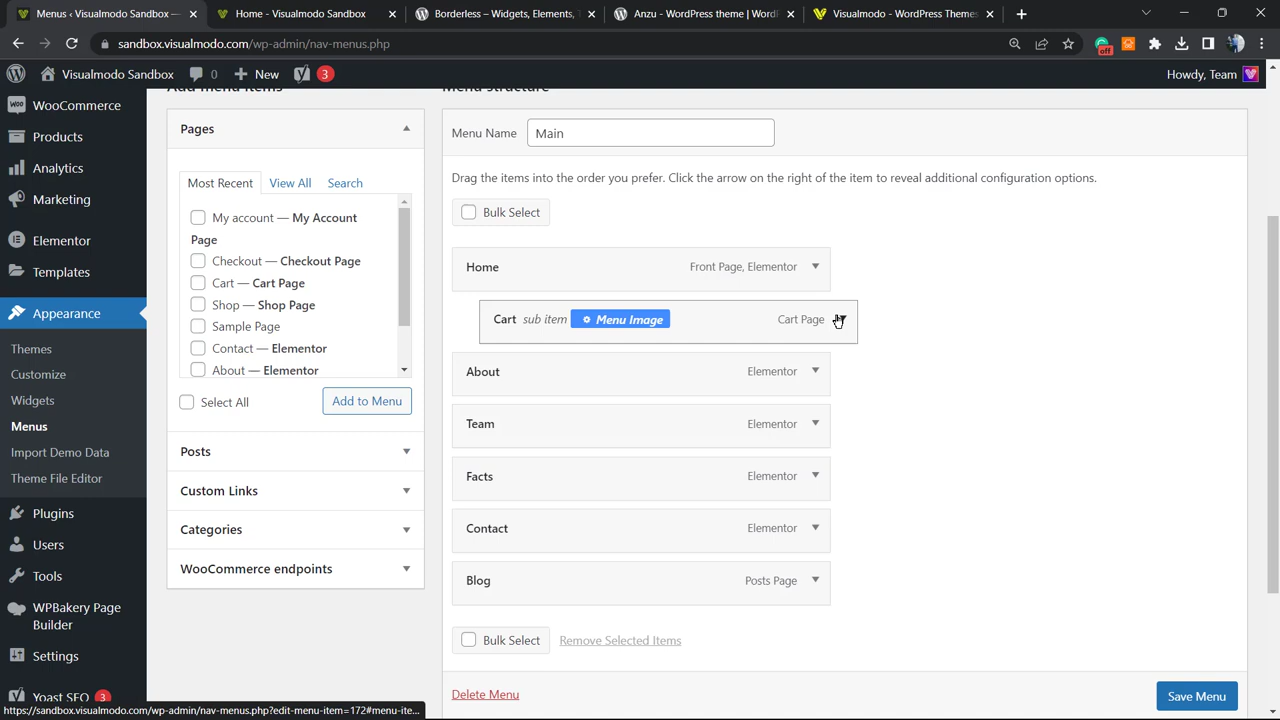 Menus ‹ Visualmodo Sandbox —
Home - Visualmodo Sandbox
Borderless – Widgets, Elements,
Anzu - WordPress Theme | Word
Visualmodo - WordPress Themes
sandbox.visualmodo.com/wp-admin/nav-menus.php
off
Visualmodo Sandbox
0
New
3
Howdy, Team
WooCommerce
Products
Analytics
Marketing
Elementor
Templates
Appearance
Themes
Customize
Widgets
Menus
Import Demo Data
Theme File Editor
Plugins
Users
Tools
WPBakery Page
Builder
Settings
Yoast SEO 3
Add menu items
Pages
Most Recent
View All
Search
My account — My Account
Page
Checkout — Checkout Page
Cart — Cart Page
Shop — Shop Page
Sample Page
Contact — Elementor
About — Elementor
Select All
Add to Menu
Posts
Custom Links
Categories
WooCommerce endpoints
Menu structure
Menu Name
Main
Drag the items into the order you prefer. Click the arrow on the right of the item to reveal additional configuration options.
Bulk Select
Home
Front Page, Elementor
Cart sub item Menu Image
Cart Page
About
Elementor
Team
Elementor
Facts
Elementor
Contact
Elementor
Blog
Posts Page
Bulk Select
Remove Selected Items
Delete Menu
Save Menu
https://sandbox.visualmodo.com/wp-admin/nav-menus.php?edit-menu-item=172#menu-ite...